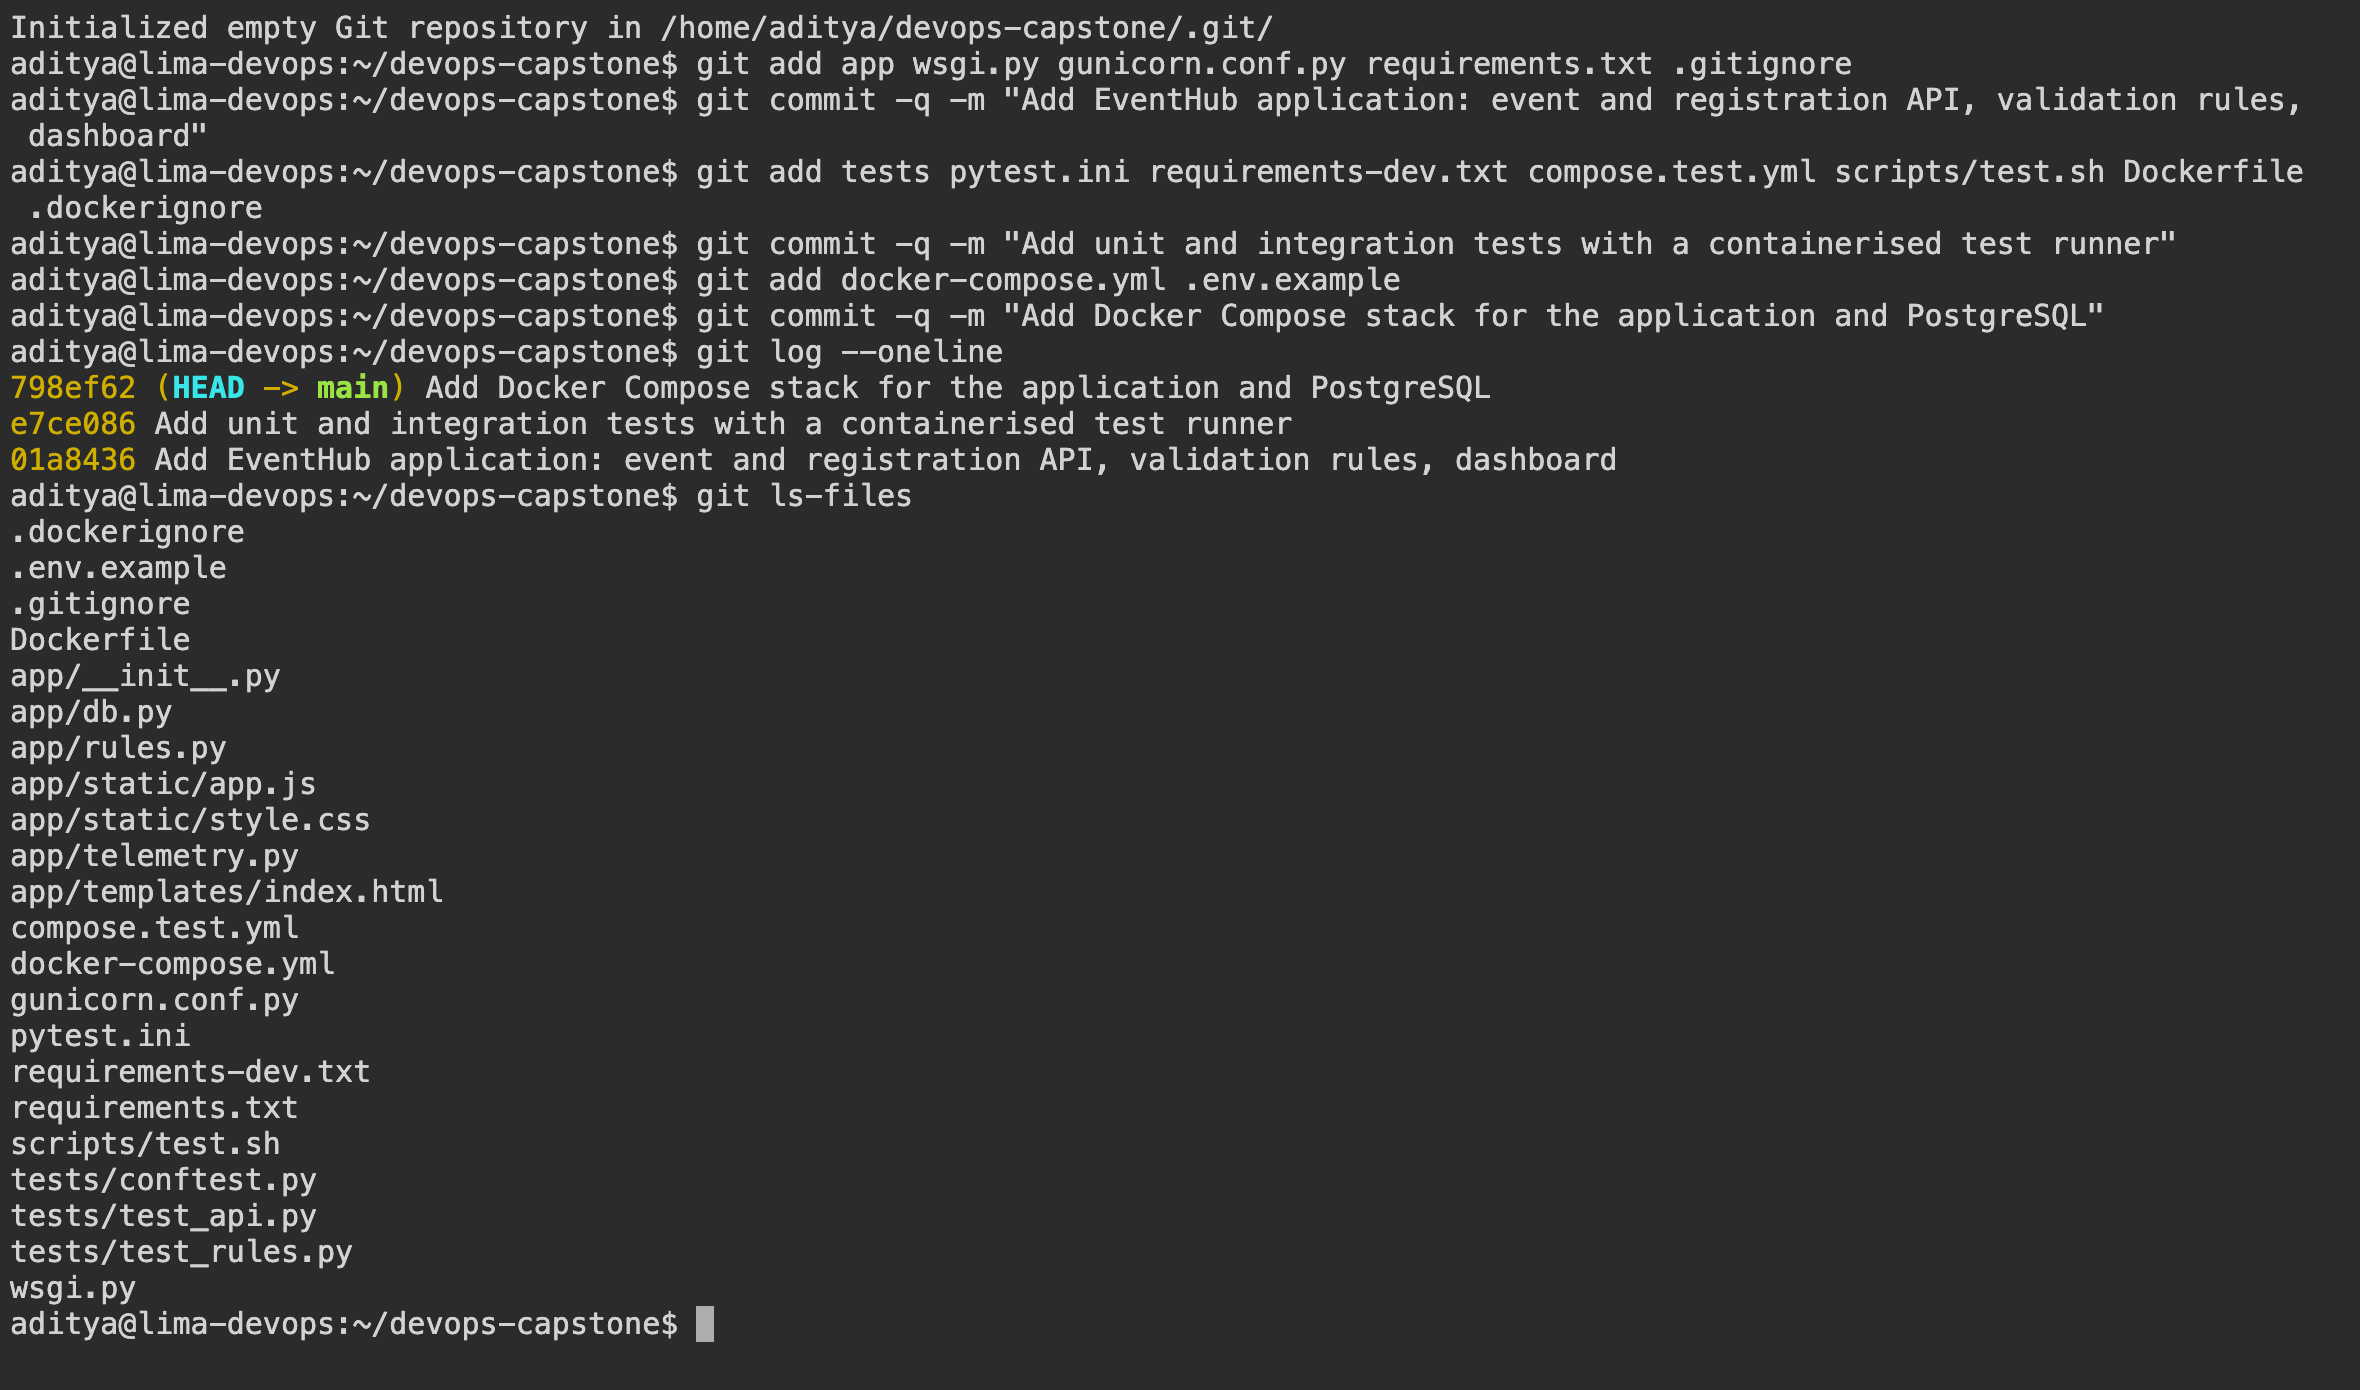 Initialized empty Git repository in /home/aditya/devops-capstone/.git/
aditya@lima-devops:~/devops-capstone$ git add app wsgi.py gunicorn.conf.py requirements.txt .gitignore
aditya@lima-devops:~/devops-capstone$ git commit -q -m "Add EventHub application: event and registration API, validation rules,
 dashboard"
aditya@lima-devops:~/devops-capstone$ git add tests pytest.ini requirements-dev.txt compose.test.yml scripts/test.sh Dockerfile
 .dockerignore
aditya@lima-devops:~/devops-capstone$ git commit -q -m "Add unit and integration tests with a containerised test runner"
aditya@lima-devops:~/devops-capstone$ git add docker-compose.yml .env.example
aditya@lima-devops:~/devops-capstone$ git commit -q -m "Add Docker Compose stack for the application and PostgreSQL"
aditya@lima-devops:~/devops-capstone$ git log --oneline
798ef62 (HEAD -> main) Add Docker Compose stack for the application and PostgreSQL
e7ce086 Add unit and integration tests with a containerised test runner
01a8436 Add EventHub application: event and registration API, validation rules, dashboard
aditya@lima-devops:~/devops-capstone$ git ls-files
.dockerignore
.env.example
.gitignore
Dockerfile
app/__init__.py
app/db.py
app/rules.py
app/static/app.js
app/static/style.css
app/telemetry.py
app/templates/index.html
compose.test.yml
docker-compose.yml
gunicorn.conf.py
pytest.ini
requirements-dev.txt
requirements.txt
scripts/test.sh
tests/conftest.py
tests/test_api.py
tests/test_rules.py
wsgi.py
aditya@lima-devops:~/devops-capstone$